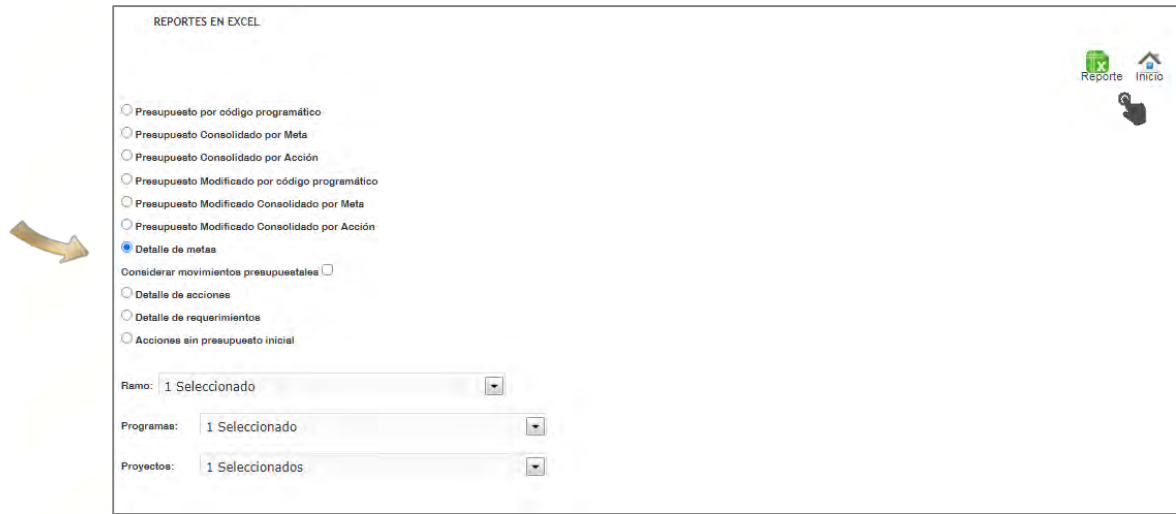 REPORTES EN EXCEL
Reporte Inicio
Presupuesto por código programático
Presupuesto Consolidado por Meta
Presupuesto Consolidado por Acción
Presupuesto Modificado por código programático
Presupuesto Modificado Consolidado por Meta
Presupuesto Modificado Consolidado por Acción
Detalle de metas
Considerar movimientos presupuestales
Detalle de acciones
Detalle de requerimientos
Acciones sin presupuesto inicial
Ramo: 1 Seleccionado
Programas: 1 Seleccionado
Proyectos: 1 Seleccionados